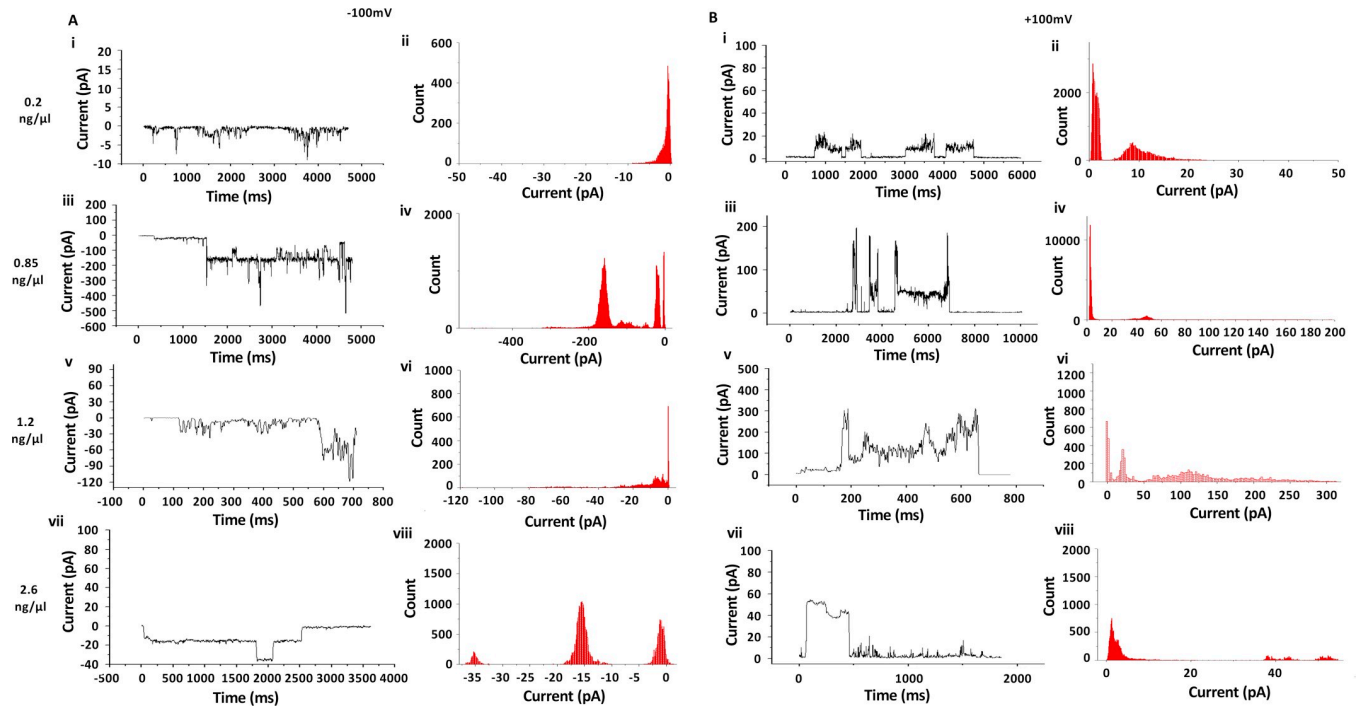 A
-100mV
B
+100mV
0.2
ng/µl
i
Current (pA)
20
15
10
5
0
-5
-10
0 1000 2000 3000 4000 5000
Time (ms)
ii
Count
600
400
200
0
-50 -40 -30 -20 -10 0
Current (pA)
i
Current (pA)
100
80
60
40
20
0
0 1000 2000 3000 4000 5000 6000
Time (ms)
ii
Count
2000
0
0 10 20 30 40 50
Current (pA)
0.85
ng/µl
iii
Current (pA)
200
100
0
-100
-200
-300
-400
-500
-600
0 1000 2000 3000 4000 5000
Time (ms)
iv
Count
2000
1000
0
-400 -200 0
Current (pA)
iii
Current (pA)
200
150
100
50
0
0 2000 4000 6000 8000 10000
Time (ms)
iv
Count
10000
0
0 20 40 60 80 100 120 140 160 180 200
Current (pA)
1.2
ng/µl
v
Current (pA)
90
60
30
0
-30
-60
-90
-120
-100 0 100 200 300 400 500 600 700 800
Time (ms)
vi
Count
1000
800
600
400
200
0
-120 -100 -80 -60 -40 -20 0
Current (pA)
v
Current (pA)
500
400
300
200
100
0
0 200 400 600 800
Time (ms)
vi
Count
1200
1000
800
600
400
200
0
0 50 100 150 200 250 300
Current (pA)
2.6
ng/µl
vii
Current (pA)
100
80
60
40
20
0
-20
-40
-500 0 500 1000 1500 2000 2500 3000 3500 4000
Time (ms)
viii
Count
2000
1500
1000
500
0
-35 -30 -25 -20 -15 -10 -5 0
Current (pA)
vii
Current (pA)
100
80
60
40
20
0
0 1000 2000
Time (ms)
viii
Count
2000
1500
1000
500
0
0 20 40
Current (pA)